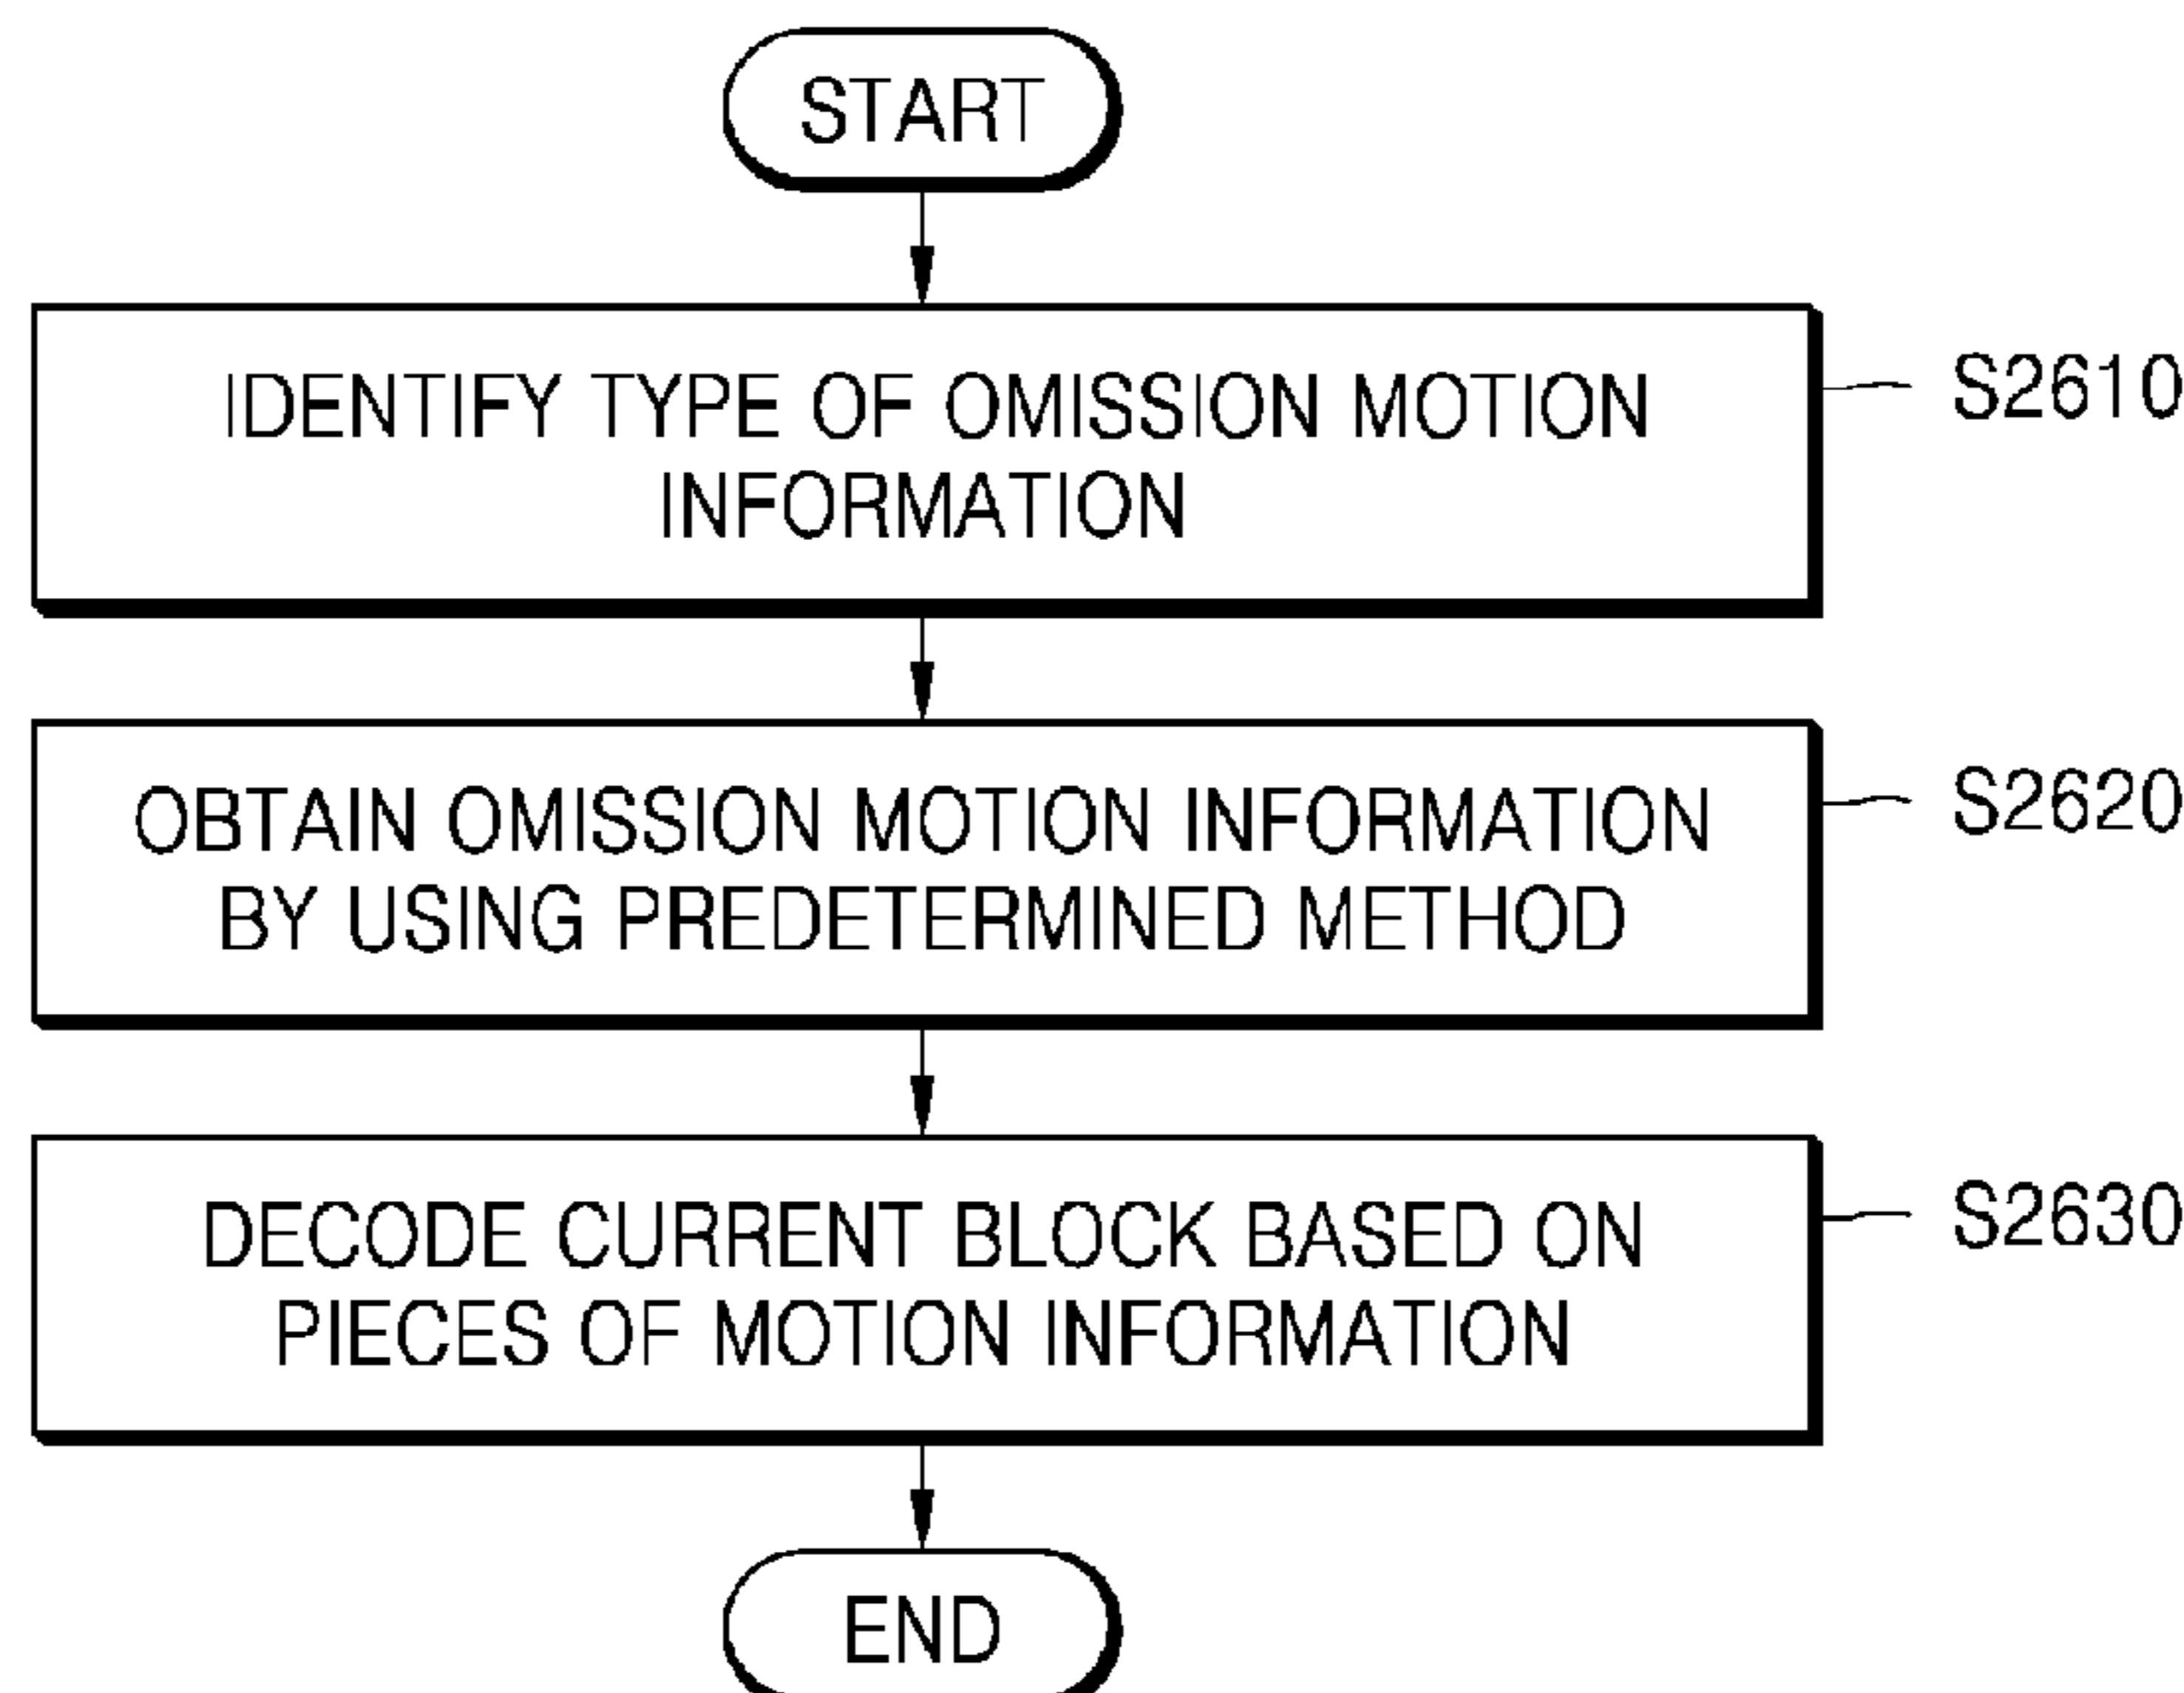 START
IDENTIFY TYPE OF OMISSION MOTION
INFORMATION
S2610
OBTAIN OMISSION MOTION INFORMATION
BY USING PREDETERMINED METHOD
S2620
DECODE CURRENT BLOCK BASED ON
PIECES OF MOTION INFORMATION
S2630
END